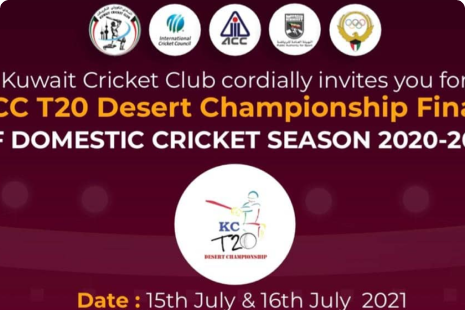 International
Cricket Council
ACC
Kuwait Cricket Club cordially invites you for
CC T20 Desert Championship Fina
F DOMESTIC CRICKET SEASON 2020-20
KC
T20
DESERT CHAMPIONSHIP
Date : 15th July & 16th July 2021